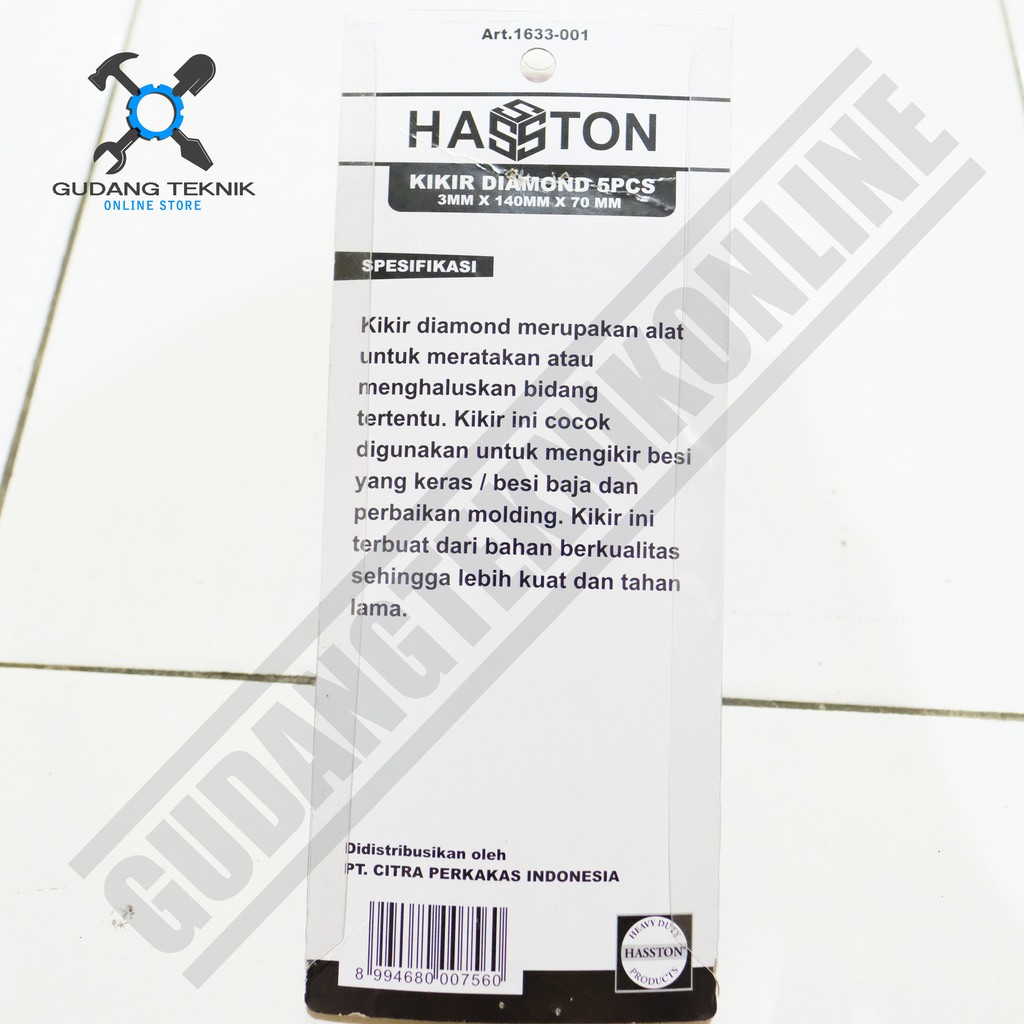 Art.1633-001
HASSTON
KIKIR DIAMOND 5PCS
3MM X 140MM X 70 MM
GUDANG TEKNIK
ONLINE STORE
SPESIFIKASI
Kikir diamond merupakan alat
untuk meratakan atau
menghaluskan bidang
tertentu. Kikir ini cocok
digunakan untuk mengikir besi
yang keras / besi baja dan
perbaikan molding. Kikir ini
terbuat dari bahan berkualitas
sehingga lebih kuat dan tahan
lama.
GUDANGTEKNIKONLINE
Didistribusikan oleh
PT. CITRA PERKAKAS INDONESIA
8 994680 007560
HEAVY DUTY
HASSTON
PRODUCTS